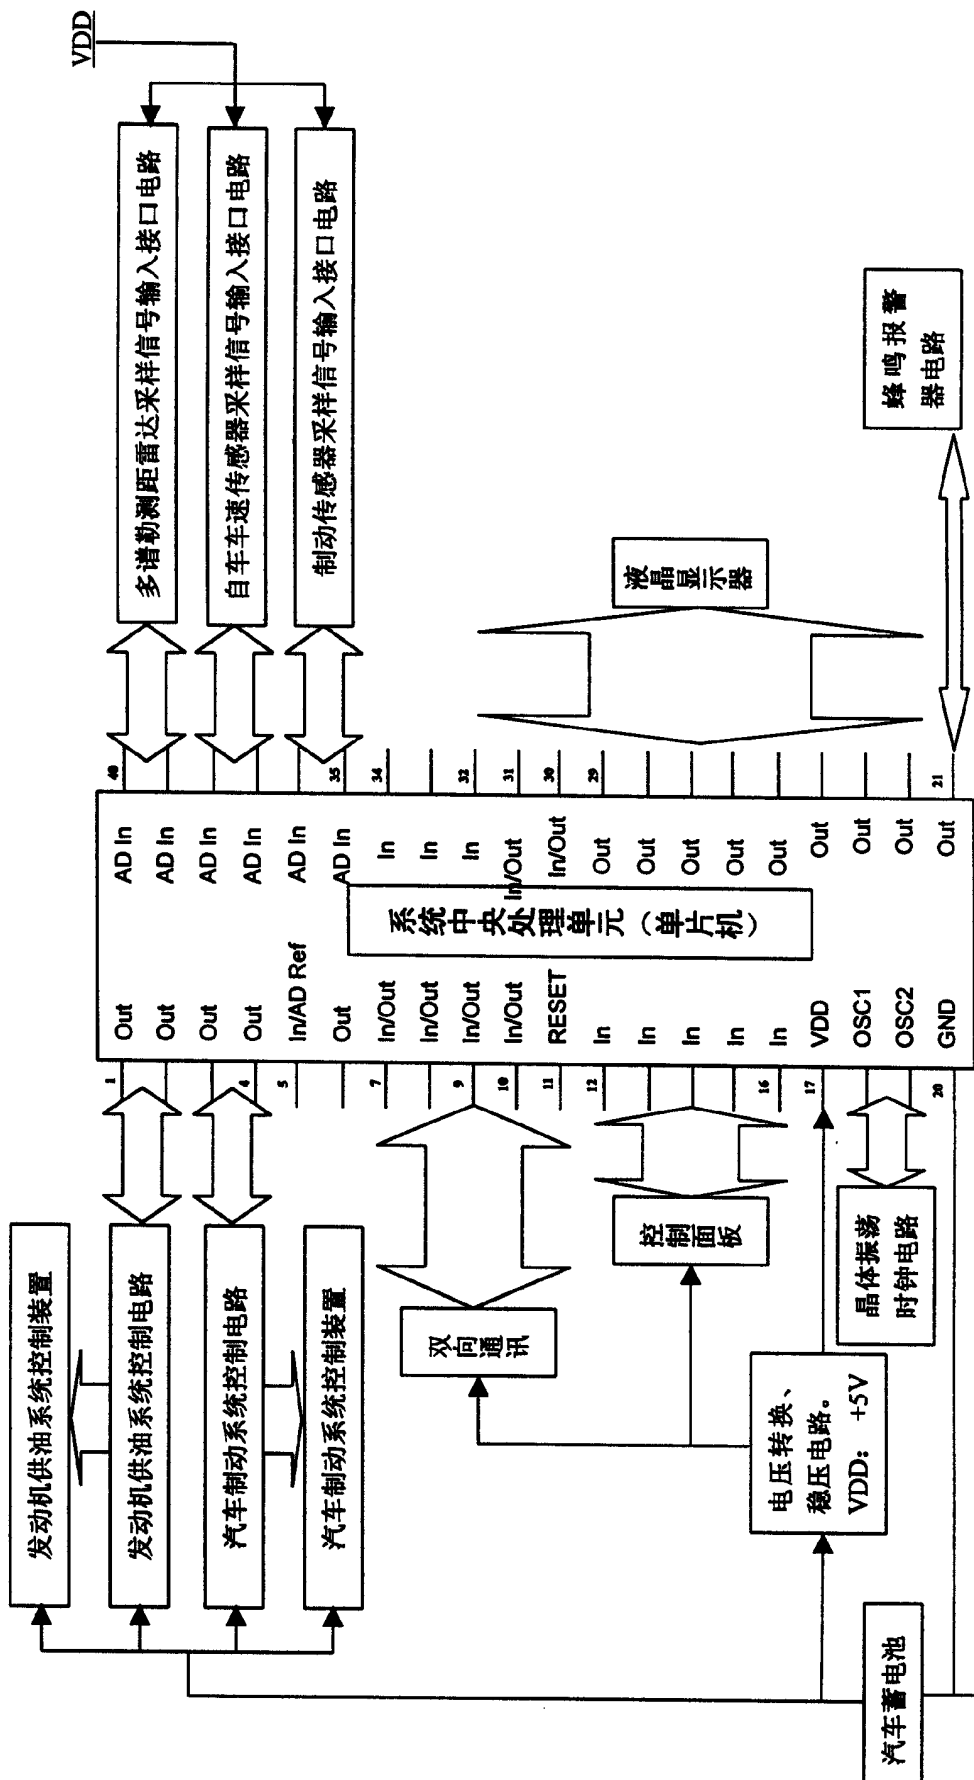 VDD
多谱勒测距雷达采样信号输入接口电路
自车车速传感器采样信号输入接口电路
制动传感器采样信号输入接口电路
蜂鸣报警
器电路
液晶显示器
40
35
34
32
31
30
29
21
AD In
AD In
AD In
AD In
AD In
AD In
In
In
In
In/Out
In/Out
Out
Out
Out
Out
Out
Out
Out
Out
Out
系统中央处理单元（单片机）
Out
Out
Out
Out
In/AD Ref
Out
In/Out
In/Out
In/Out
In/Out
RESET
In
In
In
In
In
VDD
OSC1
OSC2
GND
1
4
5
7
9
10
11
12
16
17
20
发动机供油系统控制装置
发动机供油系统控制电路
汽车制动系统控制电路
汽车制动系统控制装置
双向通讯
控制面板
晶体振荡
时钟电路
电压转换、
稳压电路。
VDD: +5V
汽车蓄电池